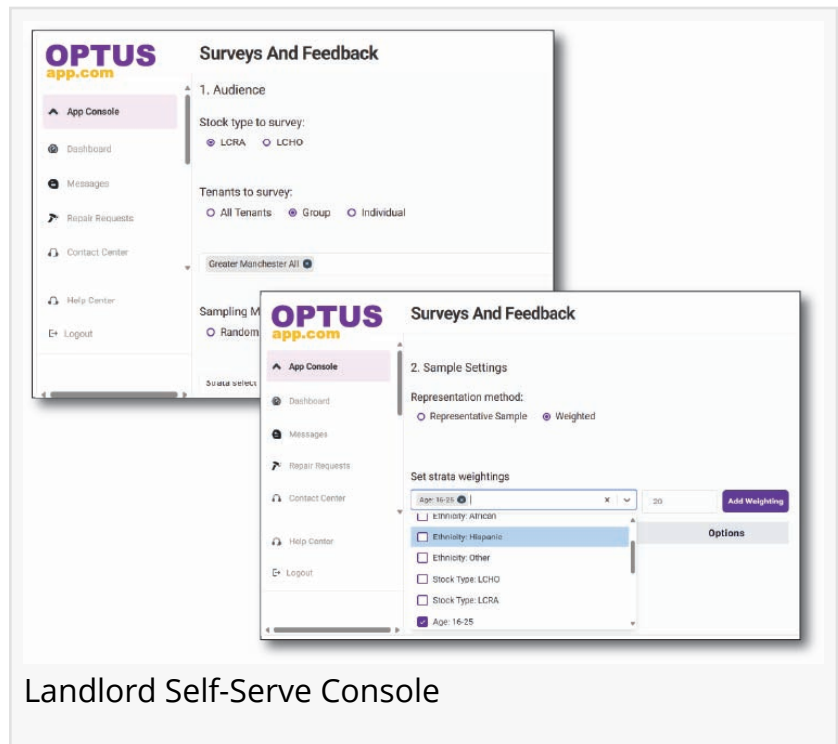 OPTUS
app.com
App Console
Dashboard
Messages
Repair Requests
Contact Center
Help Center
Logout
Surveys And Feedback
1. Audience
Stock type to survey:
LCRA LCHO
Tenants to survey:
All Tenants Group Individual
Greater Manchester All
Sampling M
Random
Strata select
OPTUS
app.com
App Console
Dashboard
Messages
Repair Requests
Contact Center
Help Center
Logout
Surveys And Feedback
2. Sample Settings
Representation method:
Representative Sample Weighted
Set strata weightings
Age: 16-25 20 Add Weighting
Ethnicity: African
Ethnicity: Hispanic
Ethnicity: Other
Stock Type: LCHO
Stock Type: LCRA
Age: 16-25
Options
Landlord Self-Serve Console